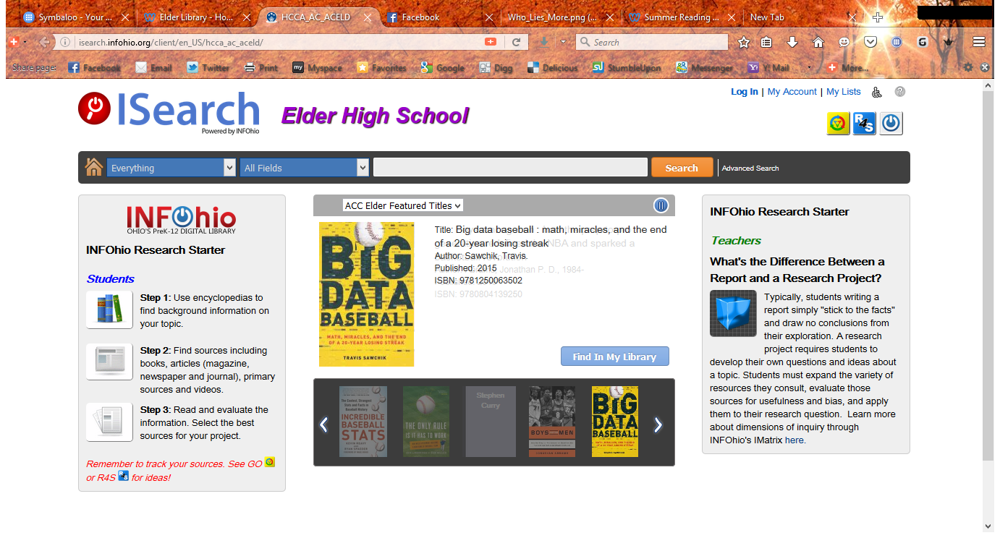 Symbaloo - Your ...
Elder Library - Ho...
HCCA_AC_ACELD
Facebook
Who_Lies_More.png (...
Summer Reading ...
New Tab
isearch.infohio.org/client/en_US/hcca_ac_aceld/
Search
Share page:
Facebook
Email
Twitter
Print
my
Myspace
Favorites
Google
Digg
Delicious
StumbleUpon
Messenger
Y! Mail
More...
Log In | My Account | My Lists
ISearch
Powered by INFOhio
Elder High School
R4S
Everything
All Fields
Search
Advanced Search
INFOhio
OHIO'S PreK-12 DIGITAL LIBRARY
INFOhio Research Starter
Students
Step 1: Use encyclopedias to
find background information on
your topic.
Step 2: Find sources including
books, articles (magazine,
newspaper and journal), primary
sources and videos.
Step 3: Read and evaluate the
information. Select the best
sources for your project.
Remember to track your sources. See GO
or R4S R4S for ideas!
ACC Elder Featured Titles
BIG
DATA
BASEBALL
MATH, MIRACLES, AND THE END
OF A 20-YEAR LOSING STREAK
TRAVIS SAWCHIK
Title: Big data baseball : math, miracles, and the end
of a 20-year losing streak
NBA and sparked a
Author: Sawchik, Travis.
Jonathan P. D., 1984-
Published: 2015
ISBN: 9781250063502
ISBN: 9780804139250
Find In My Library
INCREDIBLE
BASEBALL
STATS
THE ONLY RULE
IS IT HAS TO WORK
Stephen
Curry
BOYS AMONG MEN
JONATHAN ABRAMS
BIG
DATA
BASEBALL
TRAVIS SAWCHIK
INFOhio Research Starter
Teachers
What's the Difference Between a
Report and a Research Project?
Typically, students writing a
report simply "stick to the facts"
and draw no conclusions from
their exploration. A research
project requires students to
develop their own questions and ideas about
a topic. Students must expand the variety of
resources they consult, evaluate those
sources for usefulness and bias, and apply
them to their research question. Learn more
about dimensions of inquiry through
INFOhio's IMatrix here.